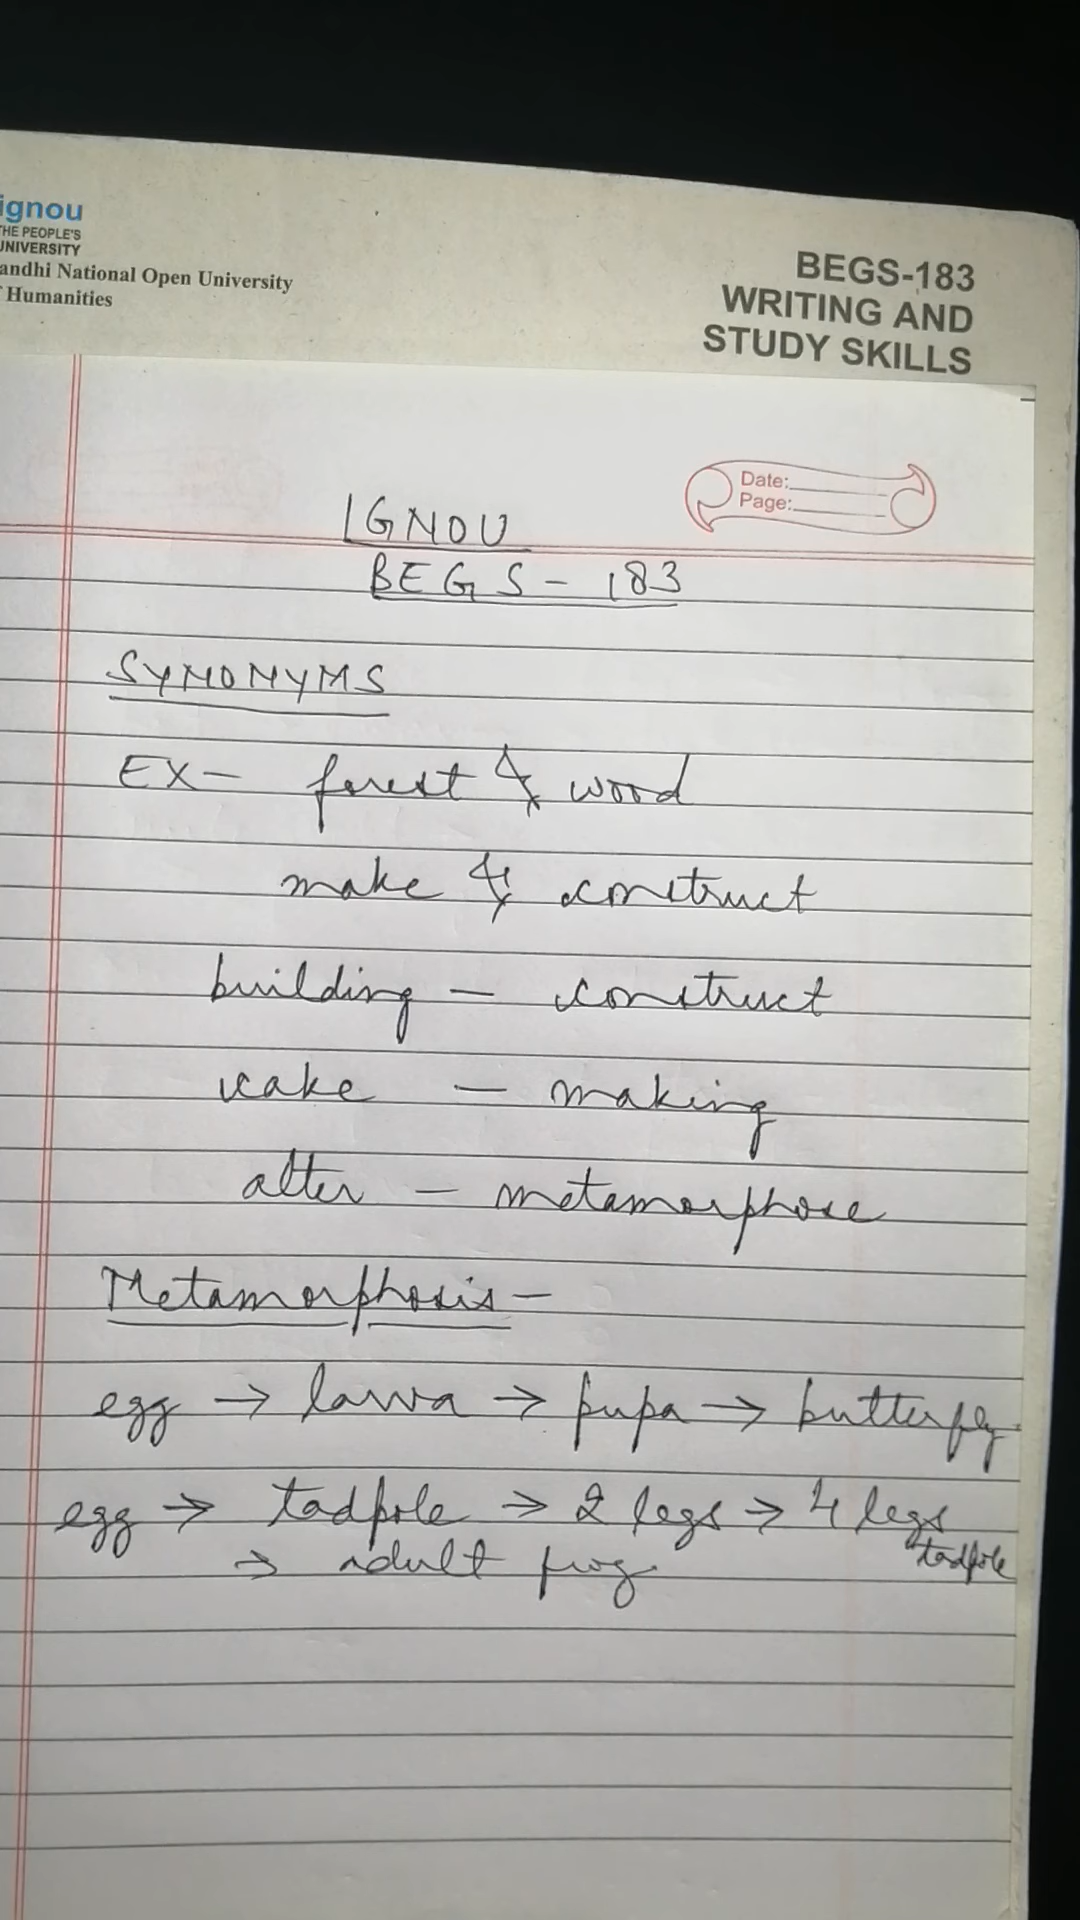 ignou
THE PEOPLE'S
UNIVERSITY
andhi National Open University
Humanities
BEGS-183
WRITING AND
STUDY SKILLS
Date:
Page:
IGNOU
BEGS - 183
SYNONYMS
EX- forest & wood
make & construct
building - construct
cake - making
alter - metamorphose
Metamorphosis -
egg → larva → pupa → butterfly
egg → tadpole → 2 legs → 4 legs
tadpole
→ adult frog